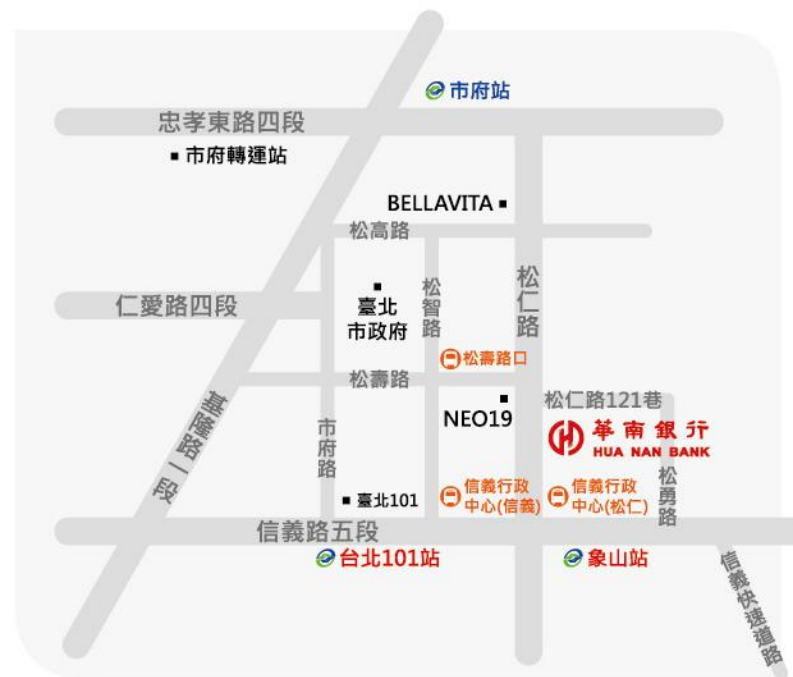 市府站
忠孝東路四段
市府轉運站
BELLAVITA
松高路
松智路
松仁路
臺北
市政府
仁愛路四段
松壽路口
松壽路
NEO19
松仁路121巷
華南銀行
HUA NAN BANK
基隆路一段
市府路
臺北101
信義行政
中心(信義)
信義行政
中心(松仁)
松勇路
信義路五段
台北101站
象山站
信義快速道路